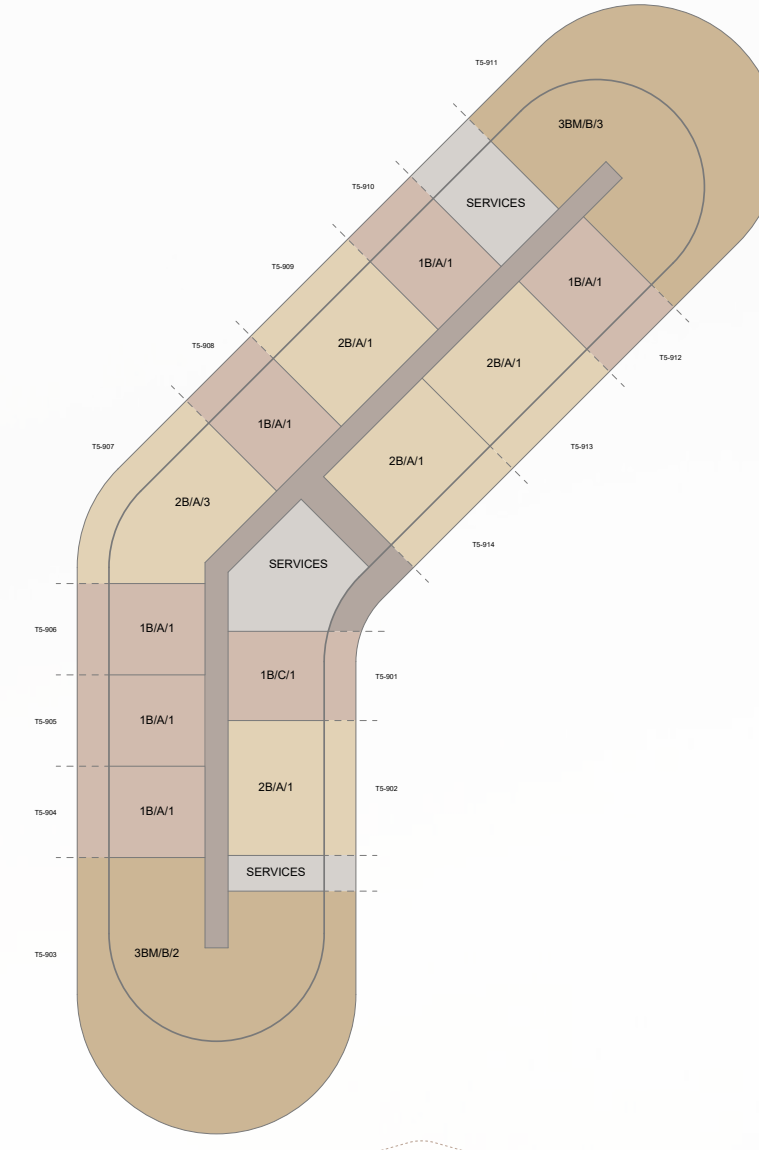 T5-911
3BM/B/3
T5-910
SERVICES
T5-909
1B/A/1
1B/A/1
T5-908
2B/A/1
T5-912
2B/A/1
1B/A/1
T5-907
2B/A/1
T5-913
2B/A/3
T5-914
SERVICES
T5-906
1B/A/1
1B/C/1
T5-901
T5-905
1B/A/1
2B/A/1
T5-902
T5-904
1B/A/1
SERVICES
T5-903
3BM/B/2